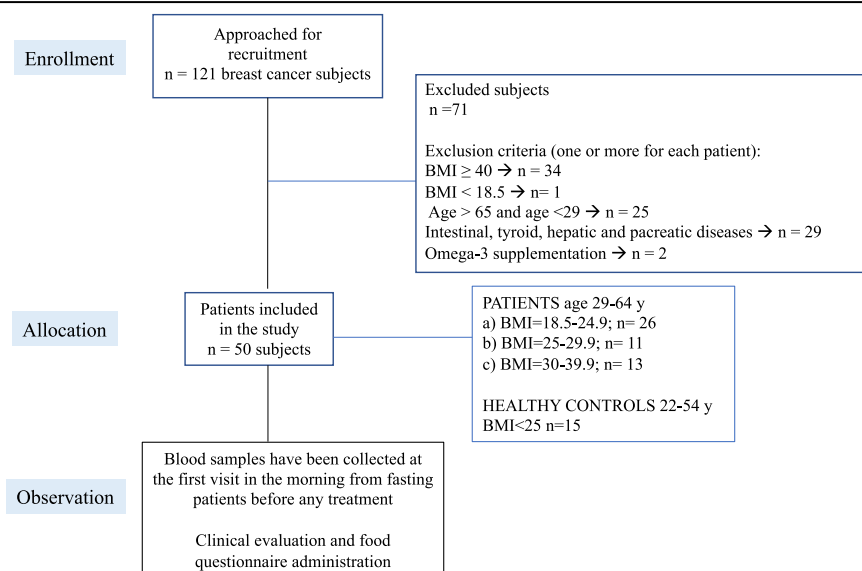 Enrollment
Approached for
recruitment
n = 121 breast cancer subjects
Excluded subjects
n =71
Exclusion criteria (one or more for each patient):
BMI ≥ 40 → n = 34
BMI < 18.5 → n= 1
Age > 65 and age <29 → n = 25
Intestinal, tyroid, hepatic and pacreatic diseases → n = 29
Omega-3 supplementation → n = 2
Allocation
Patients included
in the study
n = 50 subjects
PATIENTS age 29-64 y
a) BMI=18.5-24.9; n= 26
b) BMI=25-29.9; n= 11
c) BMI=30-39.9; n= 13
HEALTHY CONTROLS 22-54 y
BMI<25 n=15
Observation
Blood samples have been collected at
the first visit in the morning from fasting
patients before any treatment
Clinical evaluation and food
questionnaire administration